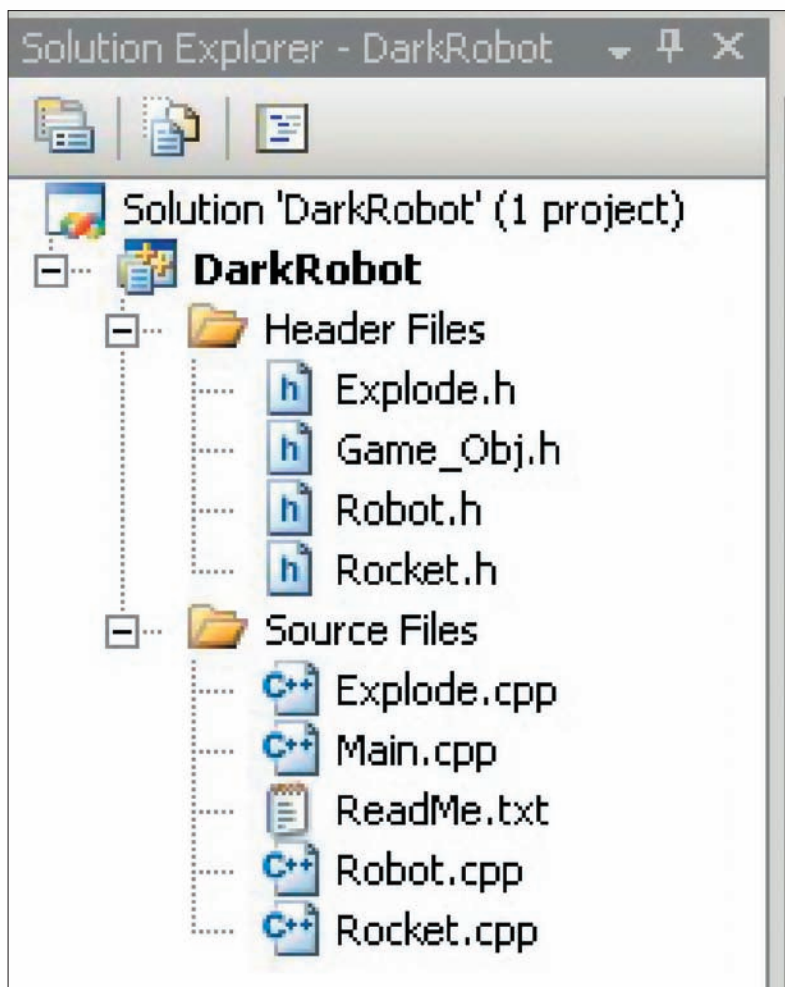 Solution Explorer - DarkRobot
Solution 'DarkRobot' (1 project)
DarkRobot
Header Files
h Explode.h
h Game_Obj.h
h Robot.h
h Rocket.h
Source Files
C++ Explode.cpp
C++ Main.cpp
ReadMe.txt
C++ Robot.cpp
C++ Rocket.cpp